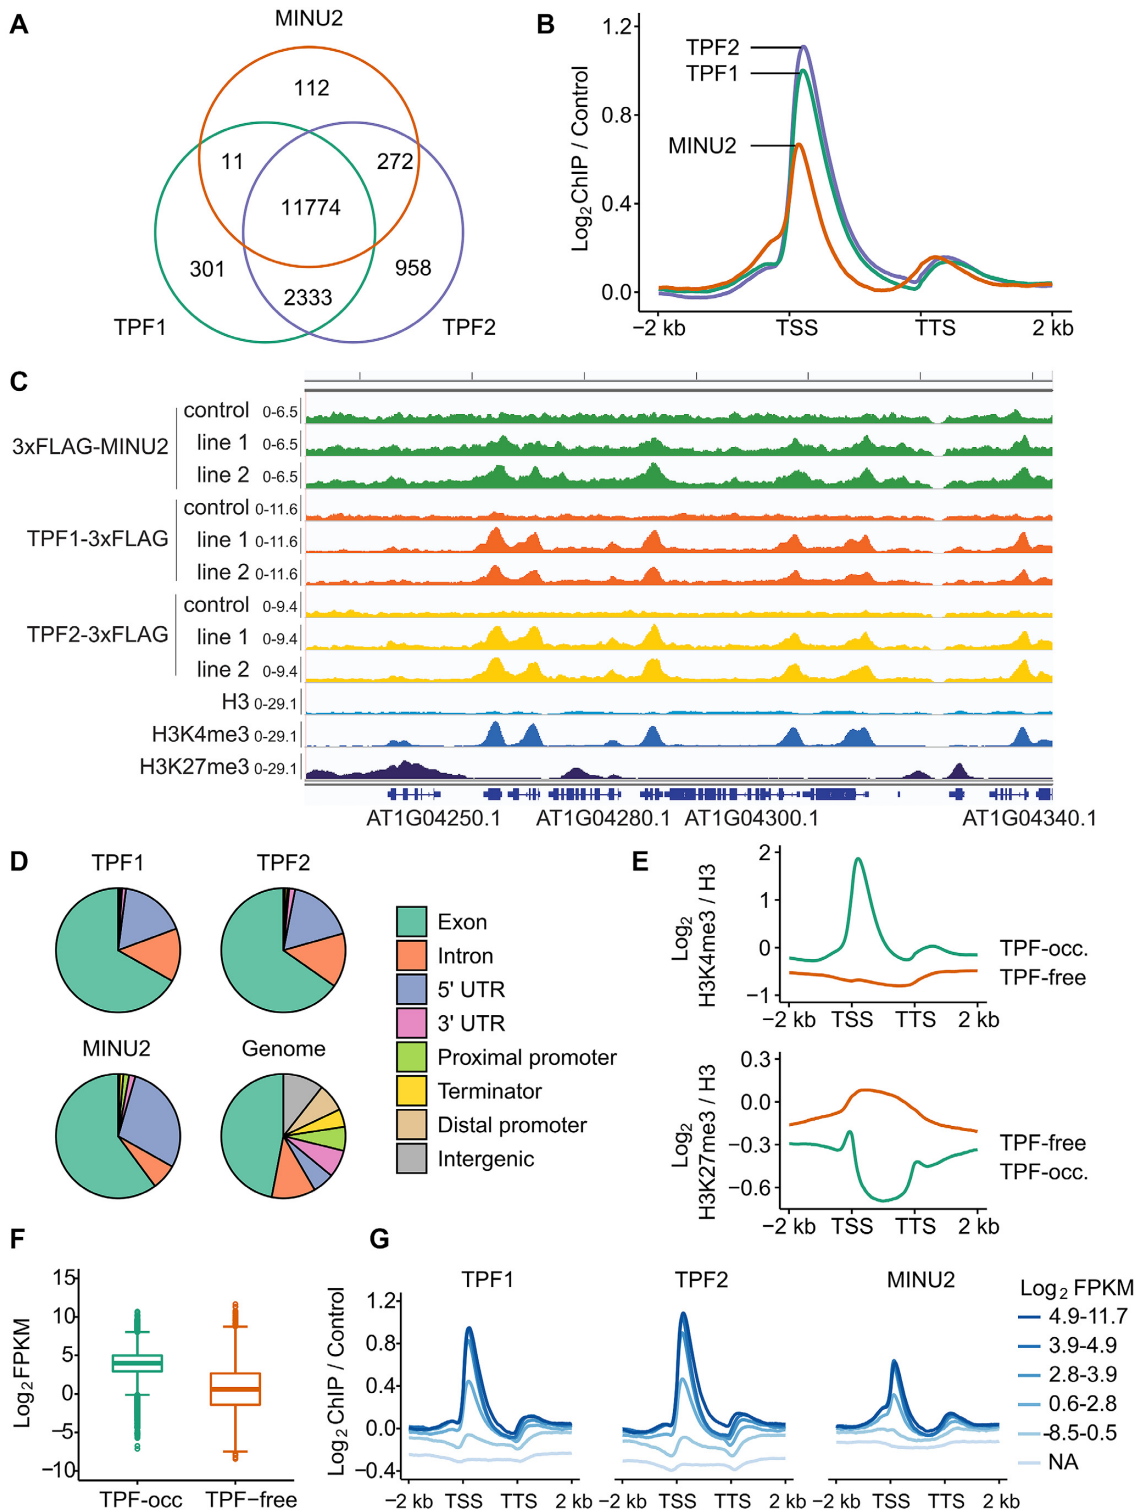 A
MINU2
112
11
272
11774
301
958
2333
TPF1
TPF2
B
Log2ChIP / Control
1.2
0.8
0.4
0.0
TPF2
TPF1
MINU2
−2 kb TSS TTS 2 kb
C
3xFLAG-MINU2
control 0-6.5
line 1 0-6.5
line 2 0-6.5
TPF1-3xFLAG
control 0-11.6
line 1 0-11.6
line 2 0-11.6
TPF2-3xFLAG
control 0-9.4
line 1 0-9.4
line 2 0-9.4
H3 0-29.1
H3K4me3 0-29.1
H3K27me3 0-29.1
AT1G04250.1 AT1G04280.1 AT1G04300.1 AT1G04340.1
D
TPF1 TPF2
MINU2 Genome
Exon
Intron
5' UTR
3' UTR
Proximal promoter
Terminator
Distal promoter
Intergenic
E
Log2
H3K4me3 / H3
2
1
0
−1
TPF-occ.
TPF-free
−2 kb TSS TTS 2 kb
Log2
H3K27me3 / H3
0.3
0.0
−0.3
−0.6
TPF-free
TPF-occ.
−2 kb TSS TTS 2 kb
F
Log2FPKM
15
10
5
0
−5
−10
TPF-occ TPF−free
G
TPF1 TPF2 MINU2
Log2 ChIP / Control
1.2
0.8
0.4
0.0
−0.4
−2 kb TSS TTS 2 kb
−2 kb TSS TTS 2 kb
−2 kb TSS TTS 2 kb
Log2 FPKM
4.9-11.7
3.9-4.9
2.8-3.9
0.6-2.8
-8.5-0.5
NA